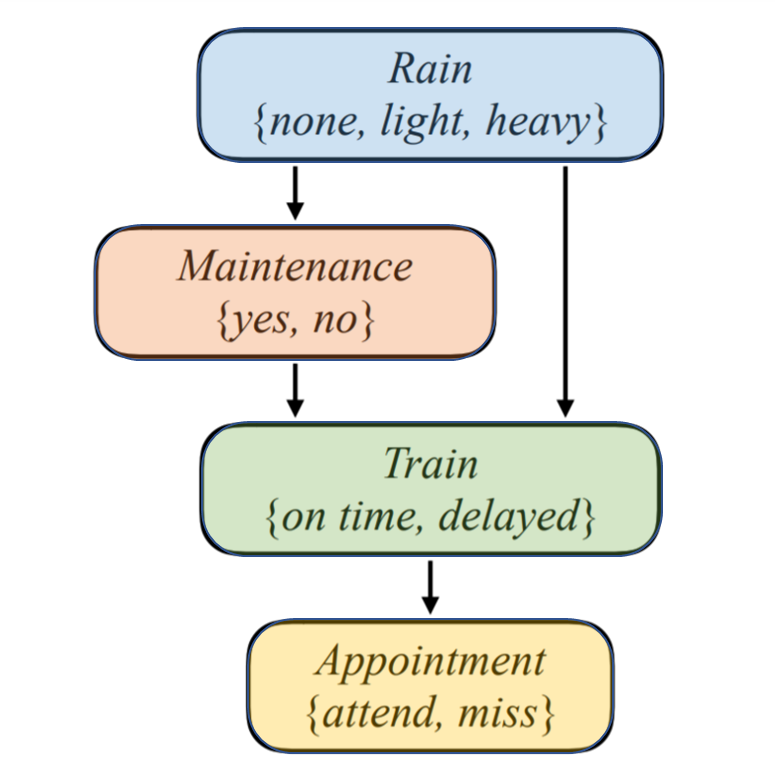 Rain
{none, light, heavy}
Maintenance
{yes, no}
Train
{on time, delayed}
Appointment
{attend, miss}